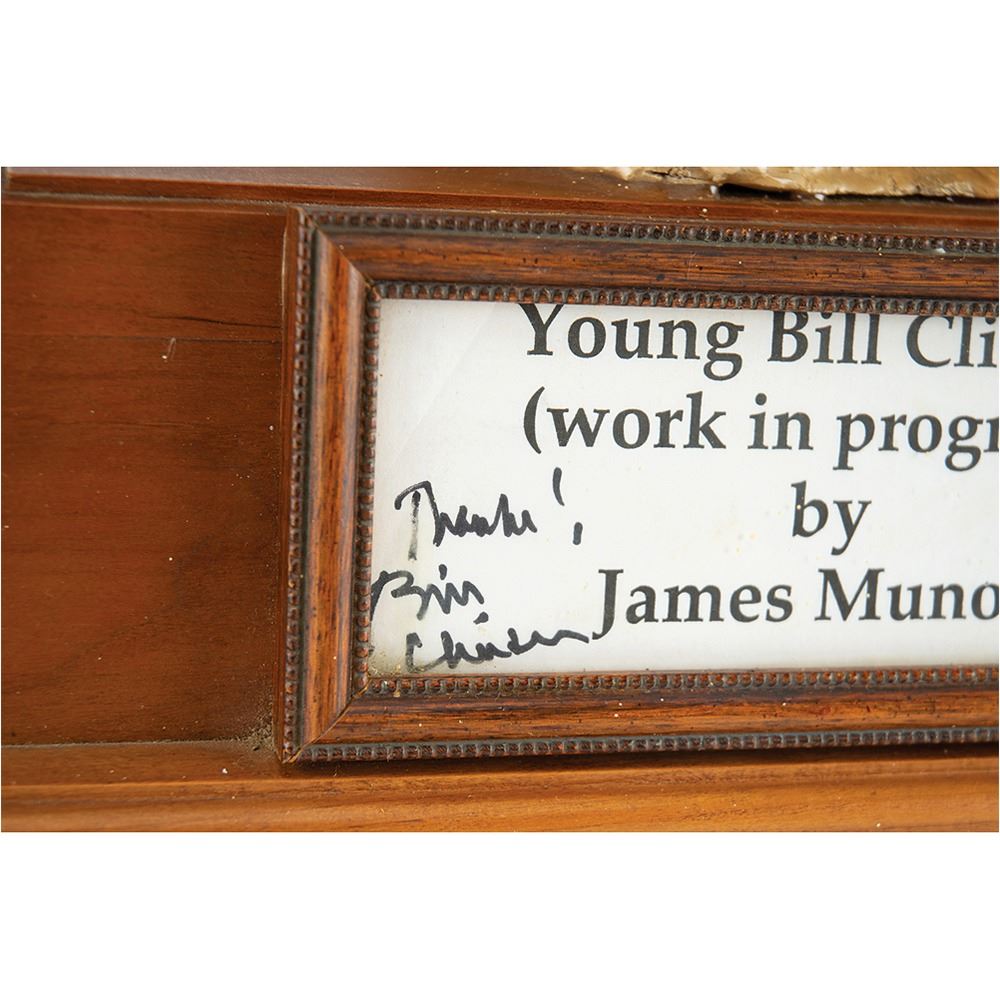 Young Bill Cli
(work in progr
by
James Muno
Thanks!
Bill
Clinton